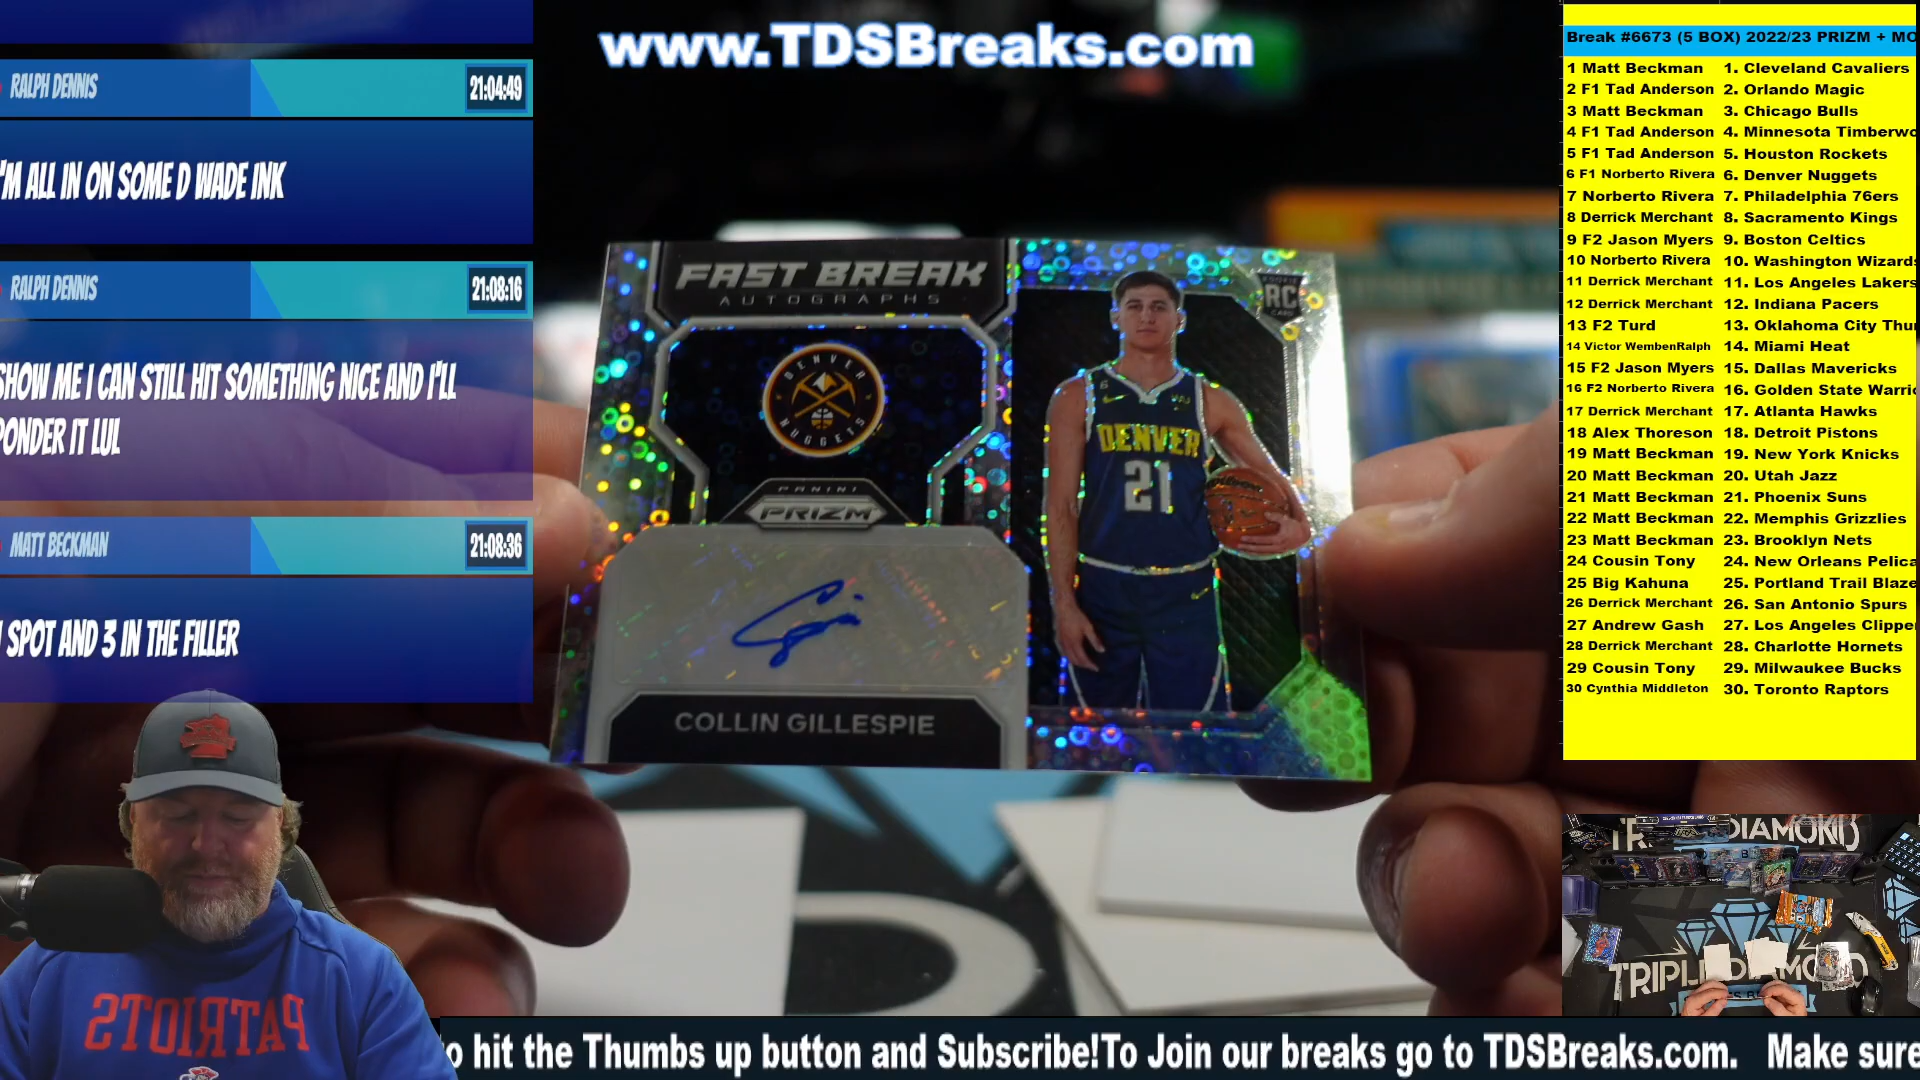 www.TDSBreaks.com
RALPH DENNIS
21:04:49
'M ALL IN ON SOME D WADE INK
RALPH DENNIS
21:08:16
SHOW ME I CAN STILL HIT SOMETHING NICE AND I'LL
PONDER IT LUL
MATT BECKMAN
21:08:36
1 SPOT AND 3 IN THE FILLER
FAST BREAK
AUTOGRAPHS
DENVER
NUGGETS
PANINI
PRIZM
COLLIN GILLESPIE
RC
DENVER
21
PATRIOTS
Break #6673 (5 BOX) 2022/23 PRIZM + MO
1 Matt Beckman 1. Cleveland Cavaliers
2 F1 Tad Anderson 2. Orlando Magic
3 Matt Beckman 3. Chicago Bulls
4 F1 Tad Anderson 4. Minnesota Timberwo
5 F1 Tad Anderson 5. Houston Rockets
6 F1 Norberto Rivera 6. Denver Nuggets
7 Norberto Rivera 7. Philadelphia 76ers
8 Derrick Merchant 8. Sacramento Kings
9 F2 Jason Myers 9. Boston Celtics
10 Norberto Rivera 10. Washington Wizards
11 Derrick Merchant 11. Los Angeles Lakers
12 Derrick Merchant 12. Indiana Pacers
13 F2 Turd 13. Oklahoma City Thu
14 Victor WembenRalph 14. Miami Heat
15 F2 Jason Myers 15. Dallas Mavericks
16 F2 Norberto Rivera 16. Golden State Warric
17 Derrick Merchant 17. Atlanta Hawks
18 Alex Thoreson 18. Detroit Pistons
19 Matt Beckman 19. New York Knicks
20 Matt Beckman 20. Utah Jazz
21 Matt Beckman 21. Phoenix Suns
22 Matt Beckman 22. Memphis Grizzlies
23 Matt Beckman 23. Brooklyn Nets
24 Cousin Tony 24. New Orleans Pelica
25 Big Kahuna 25. Portland Trail Blaze
26 Derrick Merchant 26. San Antonio Spurs
27 Andrew Gash 27. Los Angeles Clippe
28 Derrick Merchant 28. Charlotte Hornets
29 Cousin Tony 29. Milwaukee Bucks
30 Cynthia Middleton 30. Toronto Raptors
DIAMOND
TRIPLE DIAMOND
o hit the Thumbs up button and Subscribe!To Join our breaks go to TDSBreaks.com. Make sure